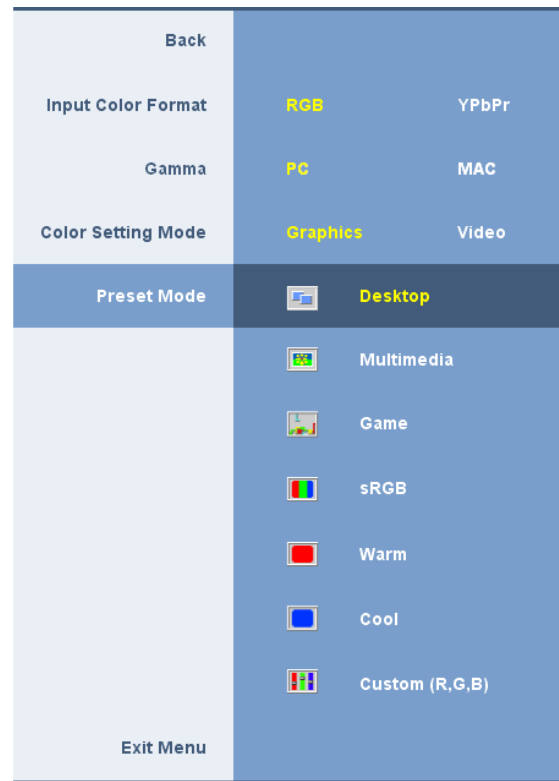 Back
Input Color Format RGB YPbPr
Gamma PC MAC
Color Setting Mode Graphics Video
Preset Mode Desktop
Multimedia
Game
sRGB
Warm
Cool
Custom (R,G,B)
Exit Menu